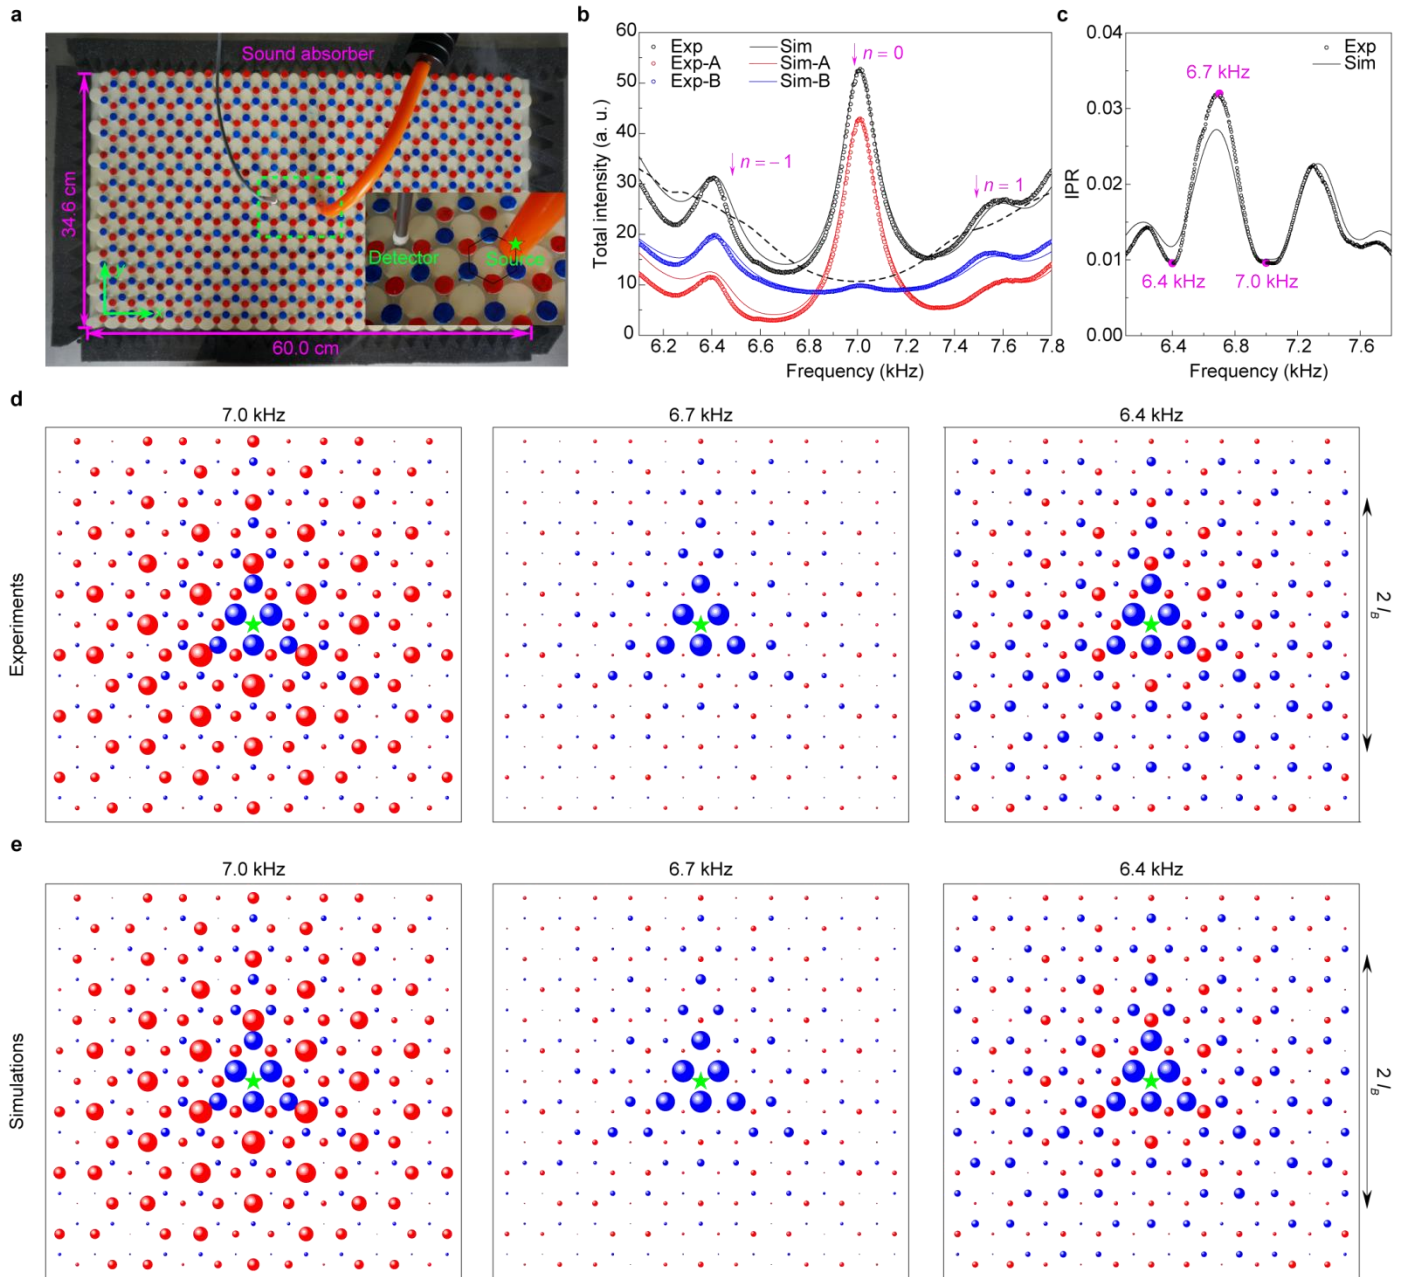 a
Sound absorber
34.6 cm
60.0 cm
y
x
Detector
Source
b
Total intensity (a. u.)
60
50
40
30
20
10
0
Exp
Exp-A
Exp-B
Sim
Sim-A
Sim-B
n = −1
n = 0
n = 1
6.2 6.4 6.6 6.8 7.0 7.2 7.4 7.6 7.8
Frequency (kHz)
c
IPR
0.04
0.03
0.02
0.01
0.00
Exp
Sim
6.7 kHz
6.4 kHz
7.0 kHz
6.4 6.8 7.2 7.6
Frequency (kHz)
d
Experiments
7.0 kHz
6.7 kHz
6.4 kHz
2 lB
e
Simulations
7.0 kHz
6.7 kHz
6.4 kHz
2 lB